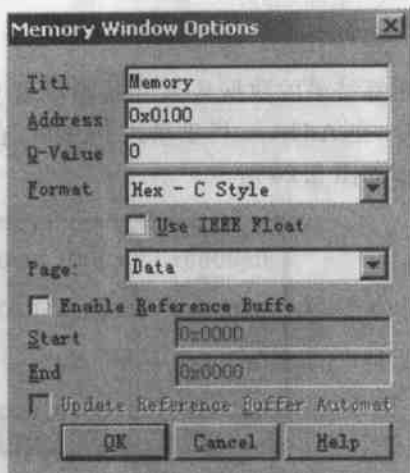 Memory Window Options
Titl Memory
Address: 0x0100
Q-Value 0
Format Hex - C Style
Use IEEE Float
Page: Data
Enable Reference Buffe
Start 0x0000
End 0x0000
Update Reference Buffer Automat
OK Cancel Help